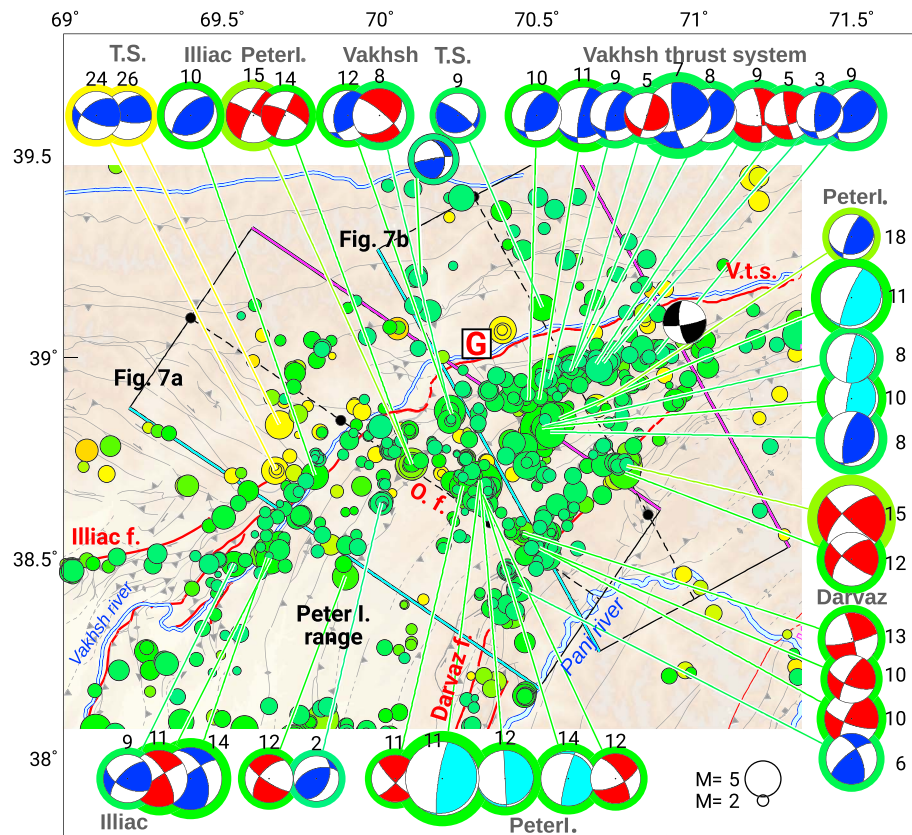 69° 69.5° 70° 70.5° 71° 71.5°
T.S. Illiac Peterl. Vakhsh T.S. Vakhsh thrust system
24 26 10 15 14 12 8 9 10 11 9 5 7 8 9 5 3 9
39.5°
Peterl.
18
Fig. 7b
V.t.s.
11
G
39°
8
Fig. 7a
10
8
O. f.
15
Illiac f.
38.5°
12
Vakhsh river
Darvaz
Peter I.
range
Panj river
13
Darvaz f.
10
10
38°
9 11 14 12 2 11 11 12 14 12
6
M= 5
M= 2
Illiac
Peterl.